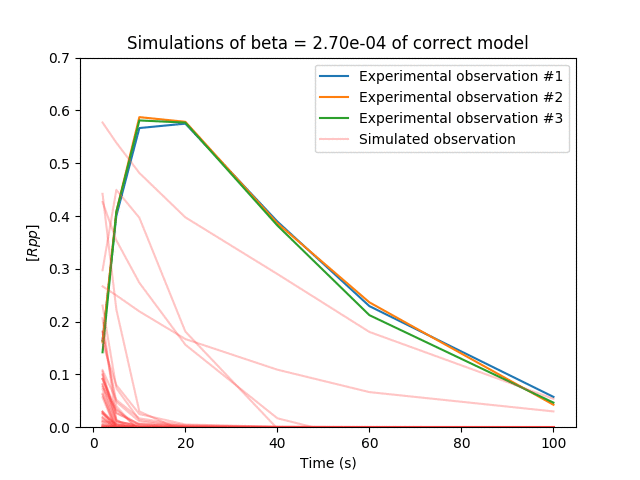 Simulations of beta = 2.70e-04 of correct model
0.7
0.6
0.5
0.4
0.3
0.2
0.1
0.0
[Rpp]
Experimental observation #1
Experimental observation #2
Experimental observation #3
Simulated observation
0 20 40 60 80 100
Time (s)